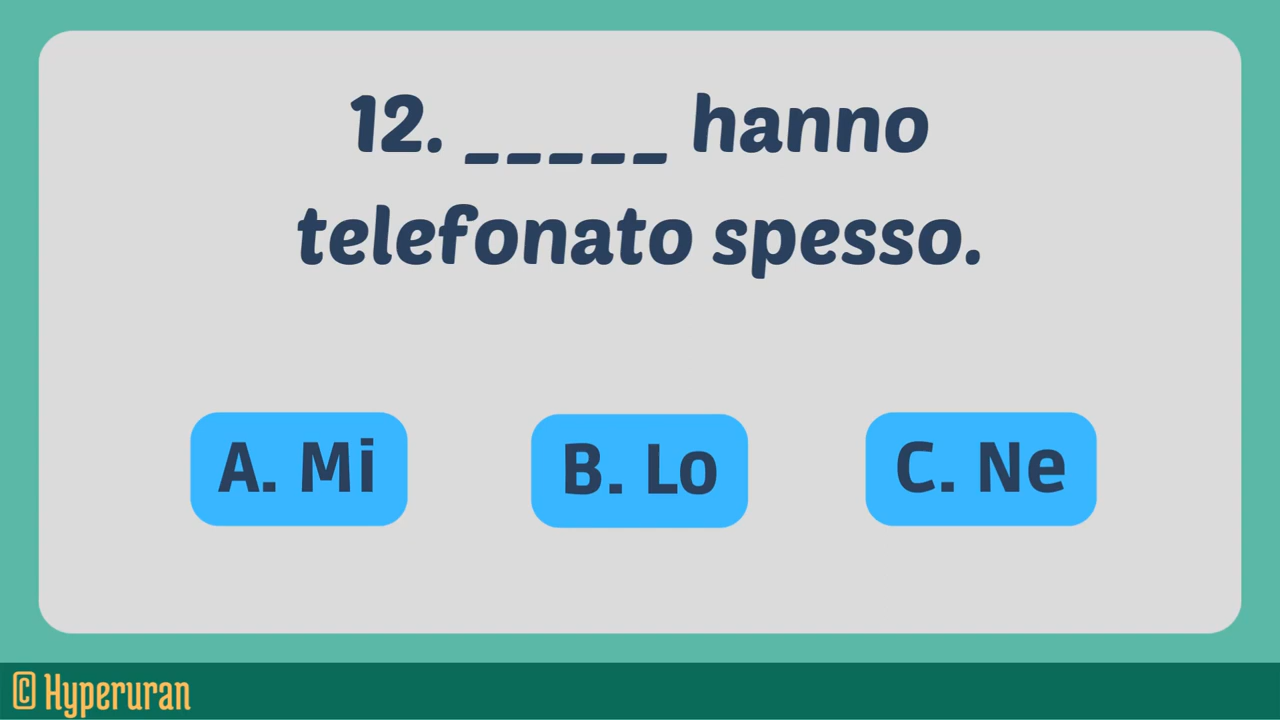 12. _____ hanno
telefonato spesso.
A. Mi
B. Lo
C. Ne
© Hyperuran